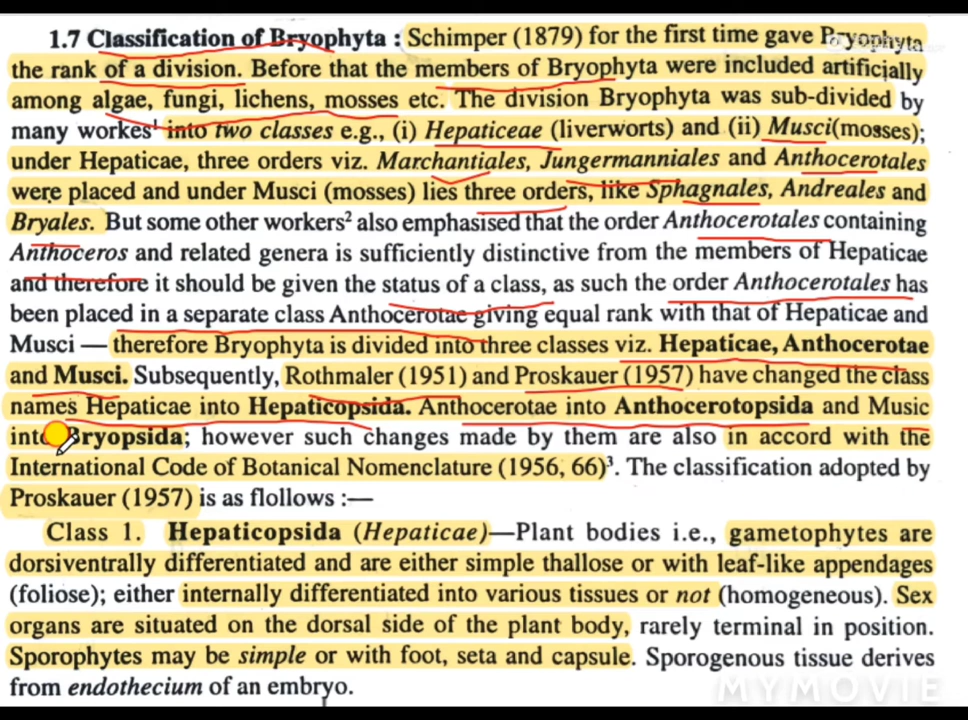 1.7 Classification of Bryophyta : Schimper (1879) for the first time gave Bryophyta
the rank of a division. Before that the members of Bryophyta were included artificially
among algae, fungi, lichens, mosses etc. The division Bryophyta was sub-divided by
many workes¹ into two classes e.g., (i) Hepaticeae (liverworts) and (ii) Musci(mosses);
under Hepaticae, three orders viz. Marchantiales, Jungermanniales and Anthocerotales
were placed and under Musci (mosses) lies three orders, like Sphagnales, Andreales and
Bryales. But some other workers² also emphasised that the order Anthocerotales containing
Anthoceros and related genera is sufficiently distinctive from the members of Hepaticae
and therefore it should be given the status of a class, as such the order Anthocerotales has
been placed in a separate class Anthocerotae giving equal rank with that of Hepaticae and
Musci — therefore Bryophyta is divided into three classes viz. Hepaticae, Anthocerotae
and Musci. Subsequently, Rothmaler (1951) and Proskauer (1957) have changed the class
names Hepaticae into Hepaticopsida. Anthocerotae into Anthocerotopsida and Music
into Bryopsida; however such changes made by them are also in accord with the
International Code of Botanical Nomenclature (1956, 66)³. The classification adopted by
Proskauer (1957) is as flollows :—
Class 1. Hepaticopsida (Hepaticae)—Plant bodies i.e., gametophytes are
dorsiventrally differentiated and are either simple thallose or with leaf-like appendages
(foliose); either internally differentiated into various tissues or not (homogeneous). Sex
organs are situated on the dorsal side of the plant body, rarely terminal in position.
Sporophytes may be simple or with foot, seta and capsule. Sporogenous tissue derives
from endothecium of an embryo.
MYMOVIE